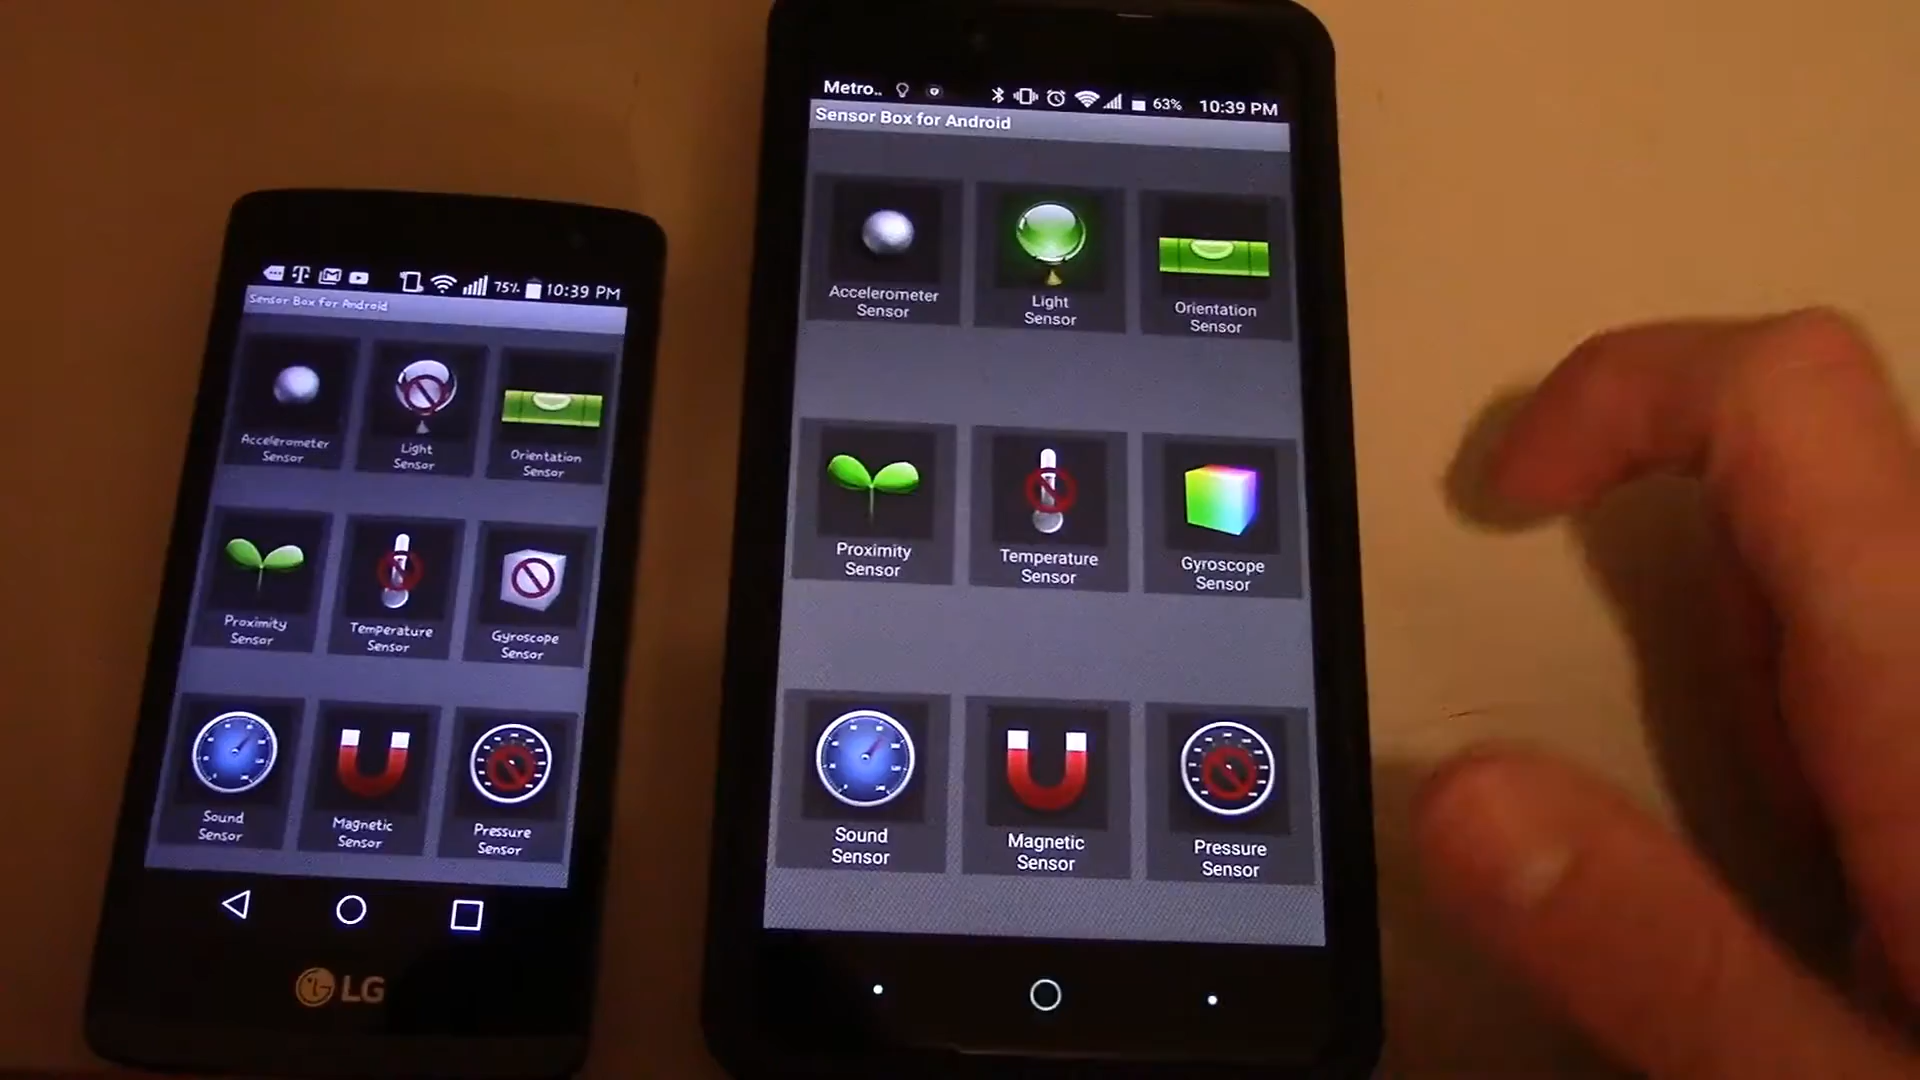 75% 10:39 PM
Sensor Box for Android
Accelerometer
Sensor
Light
Sensor
Orientation
Sensor
Proximity
Sensor
Temperature
Sensor
Gyroscope
Sensor
Sound
Sensor
Magnetic
Sensor
Pressure
Sensor
LG
Metro.. 63% 10:39 PM
Sensor Box for Android
Accelerometer
Sensor
Light
Sensor
Orientation
Sensor
Proximity
Sensor
Temperature
Sensor
Gyroscope
Sensor
Sound
Sensor
Magnetic
Sensor
Pressure
Sensor